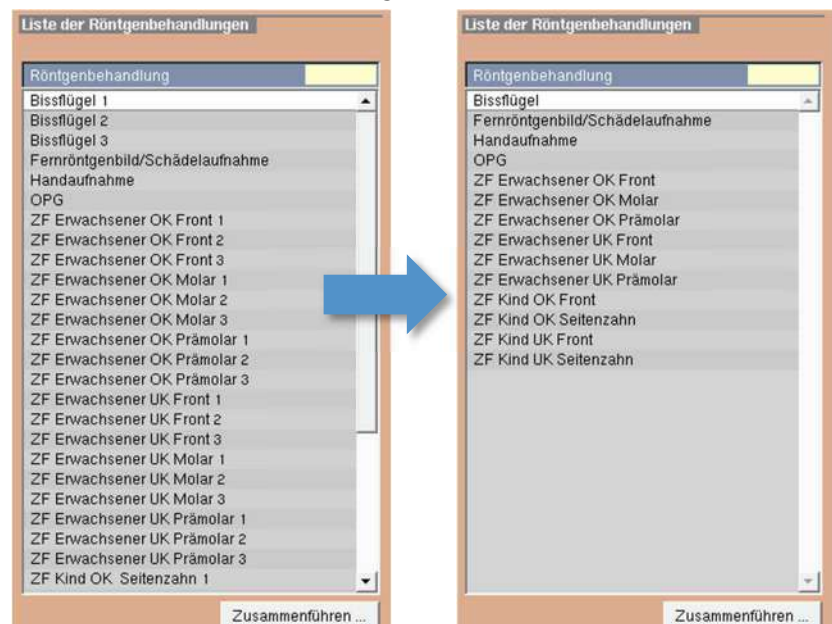 Liste der Röntgenbehandlungen
Röntgenbehandlung
Bissflügel 1
Bissflügel 2
Bissflügel 3
Fernröntgenbild/Schädelaufnahme
Handaufnahme
OPG
ZF Erwachsener OK Front 1
ZF Erwachsener OK Front 2
ZF Erwachsener OK Front 3
ZF Erwachsener OK Molar 1
ZF Erwachsener OK Molar 2
ZF Erwachsener OK Molar 3
ZF Erwachsener OK Prämolar 1
ZF Erwachsener OK Prämolar 2
ZF Erwachsener OK Prämolar 3
ZF Erwachsener UK Front 1
ZF Erwachsener UK Front 2
ZF Erwachsener UK Front 3
ZF Erwachsener UK Molar 1
ZF Erwachsener UK Molar 2
ZF Erwachsener UK Molar 3
ZF Erwachsener UK Prämolar 1
ZF Erwachsener UK Prämolar 2
ZF Erwachsener UK Prämolar 3
ZF Kind OK Seitenzahn 1
Zusammenführen ...
Liste der Röntgenbehandlungen
Röntgenbehandlung
Bissflügel
Fernröntgenbild/Schädelaufnahme
Handaufnahme
OPG
ZF Erwachsener OK Front
ZF Erwachsener OK Molar
ZF Erwachsener OK Prämolar
ZF Erwachsener UK Front
ZF Erwachsener UK Molar
ZF Erwachsener UK Prämolar
ZF Kind OK Front
ZF Kind OK Seitenzahn
ZF Kind UK Front
ZF Kind UK Seitenzahn
Zusammenführen ...